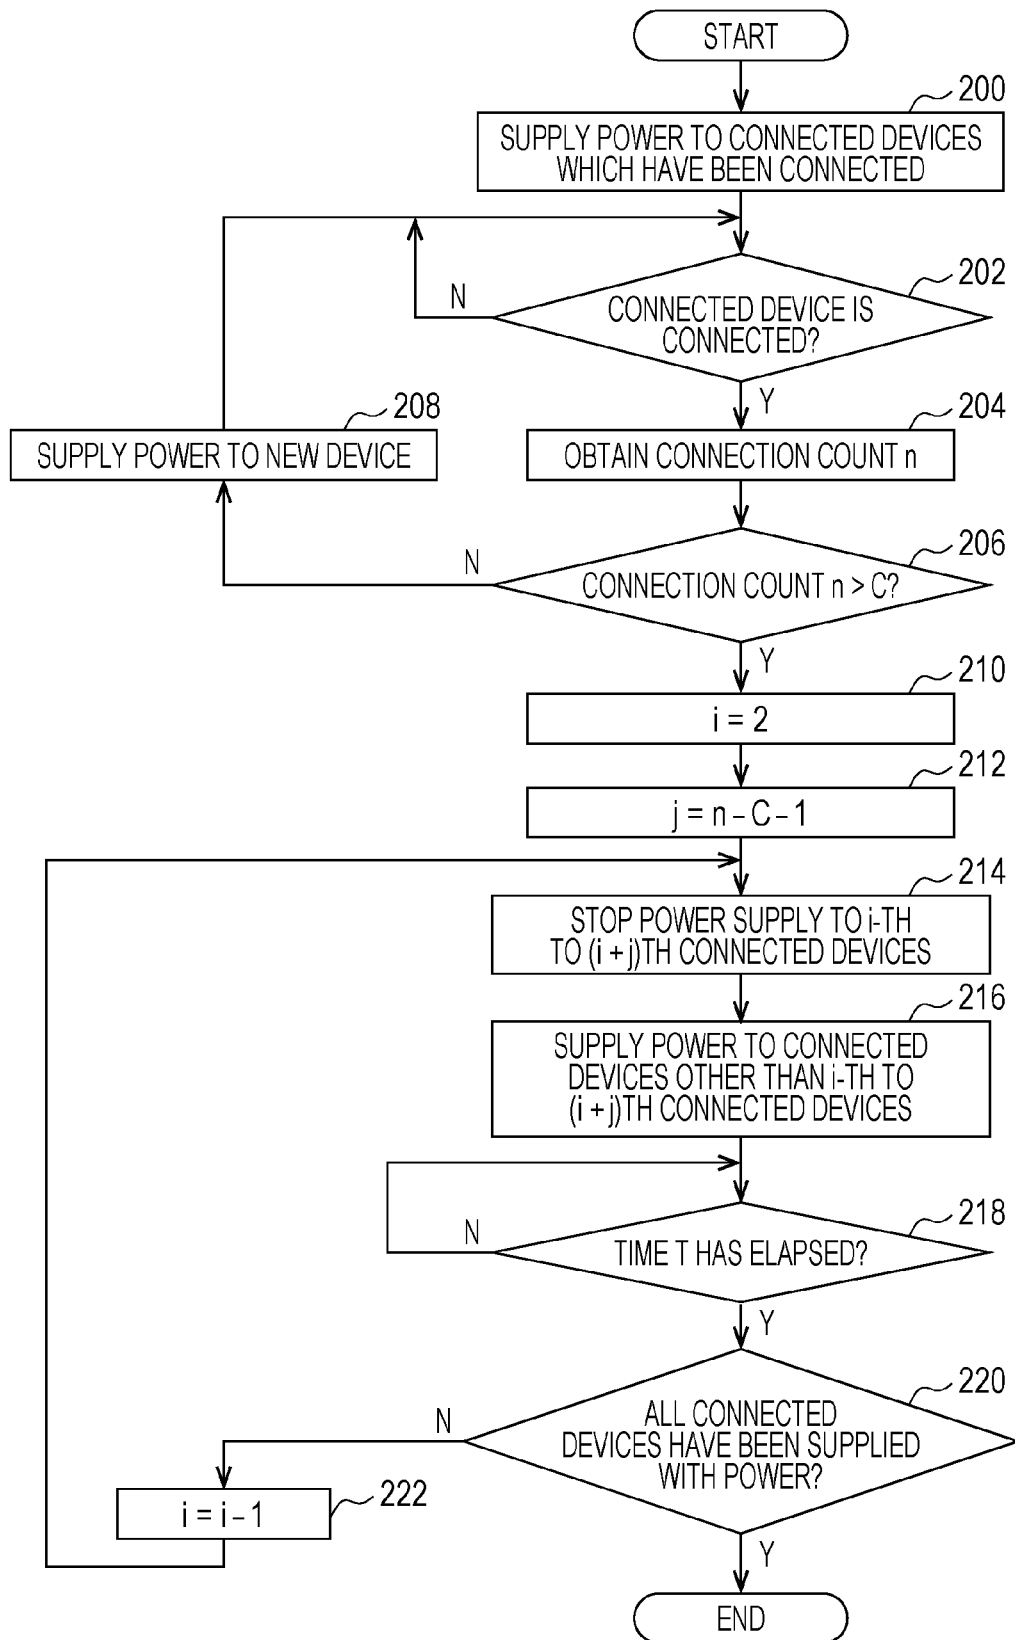 START
200
SUPPLY POWER TO CONNECTED DEVICES
WHICH HAVE BEEN CONNECTED
202
N
CONNECTED DEVICE IS
CONNECTED?
Y
208
204
SUPPLY POWER TO NEW DEVICE
OBTAIN CONNECTION COUNT n
206
N
CONNECTION COUNT n > C?
Y
210
i = 2
212
j = n – C – 1
214
STOP POWER SUPPLY TO i-TH
TO (i + j)TH CONNECTED DEVICES
216
SUPPLY POWER TO CONNECTED
DEVICES OTHER THAN i-TH TO
(i + j)TH CONNECTED DEVICES
218
N
TIME T HAS ELAPSED?
Y
220
N
ALL CONNECTED
DEVICES HAVE BEEN SUPPLIED
WITH POWER?
222
i = i – 1
Y
END